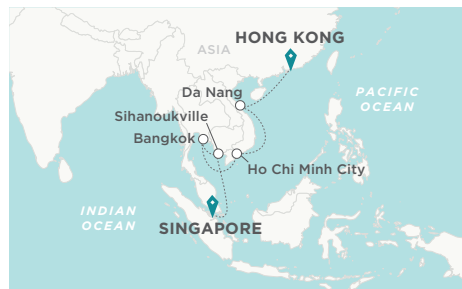 HONG KONG
ASIA
Da Nang
PACIFIC
OCEAN
Sihanoukville
Bangkok
Ho Chi Minh City
INDIAN
OCEAN
SINGAPORE